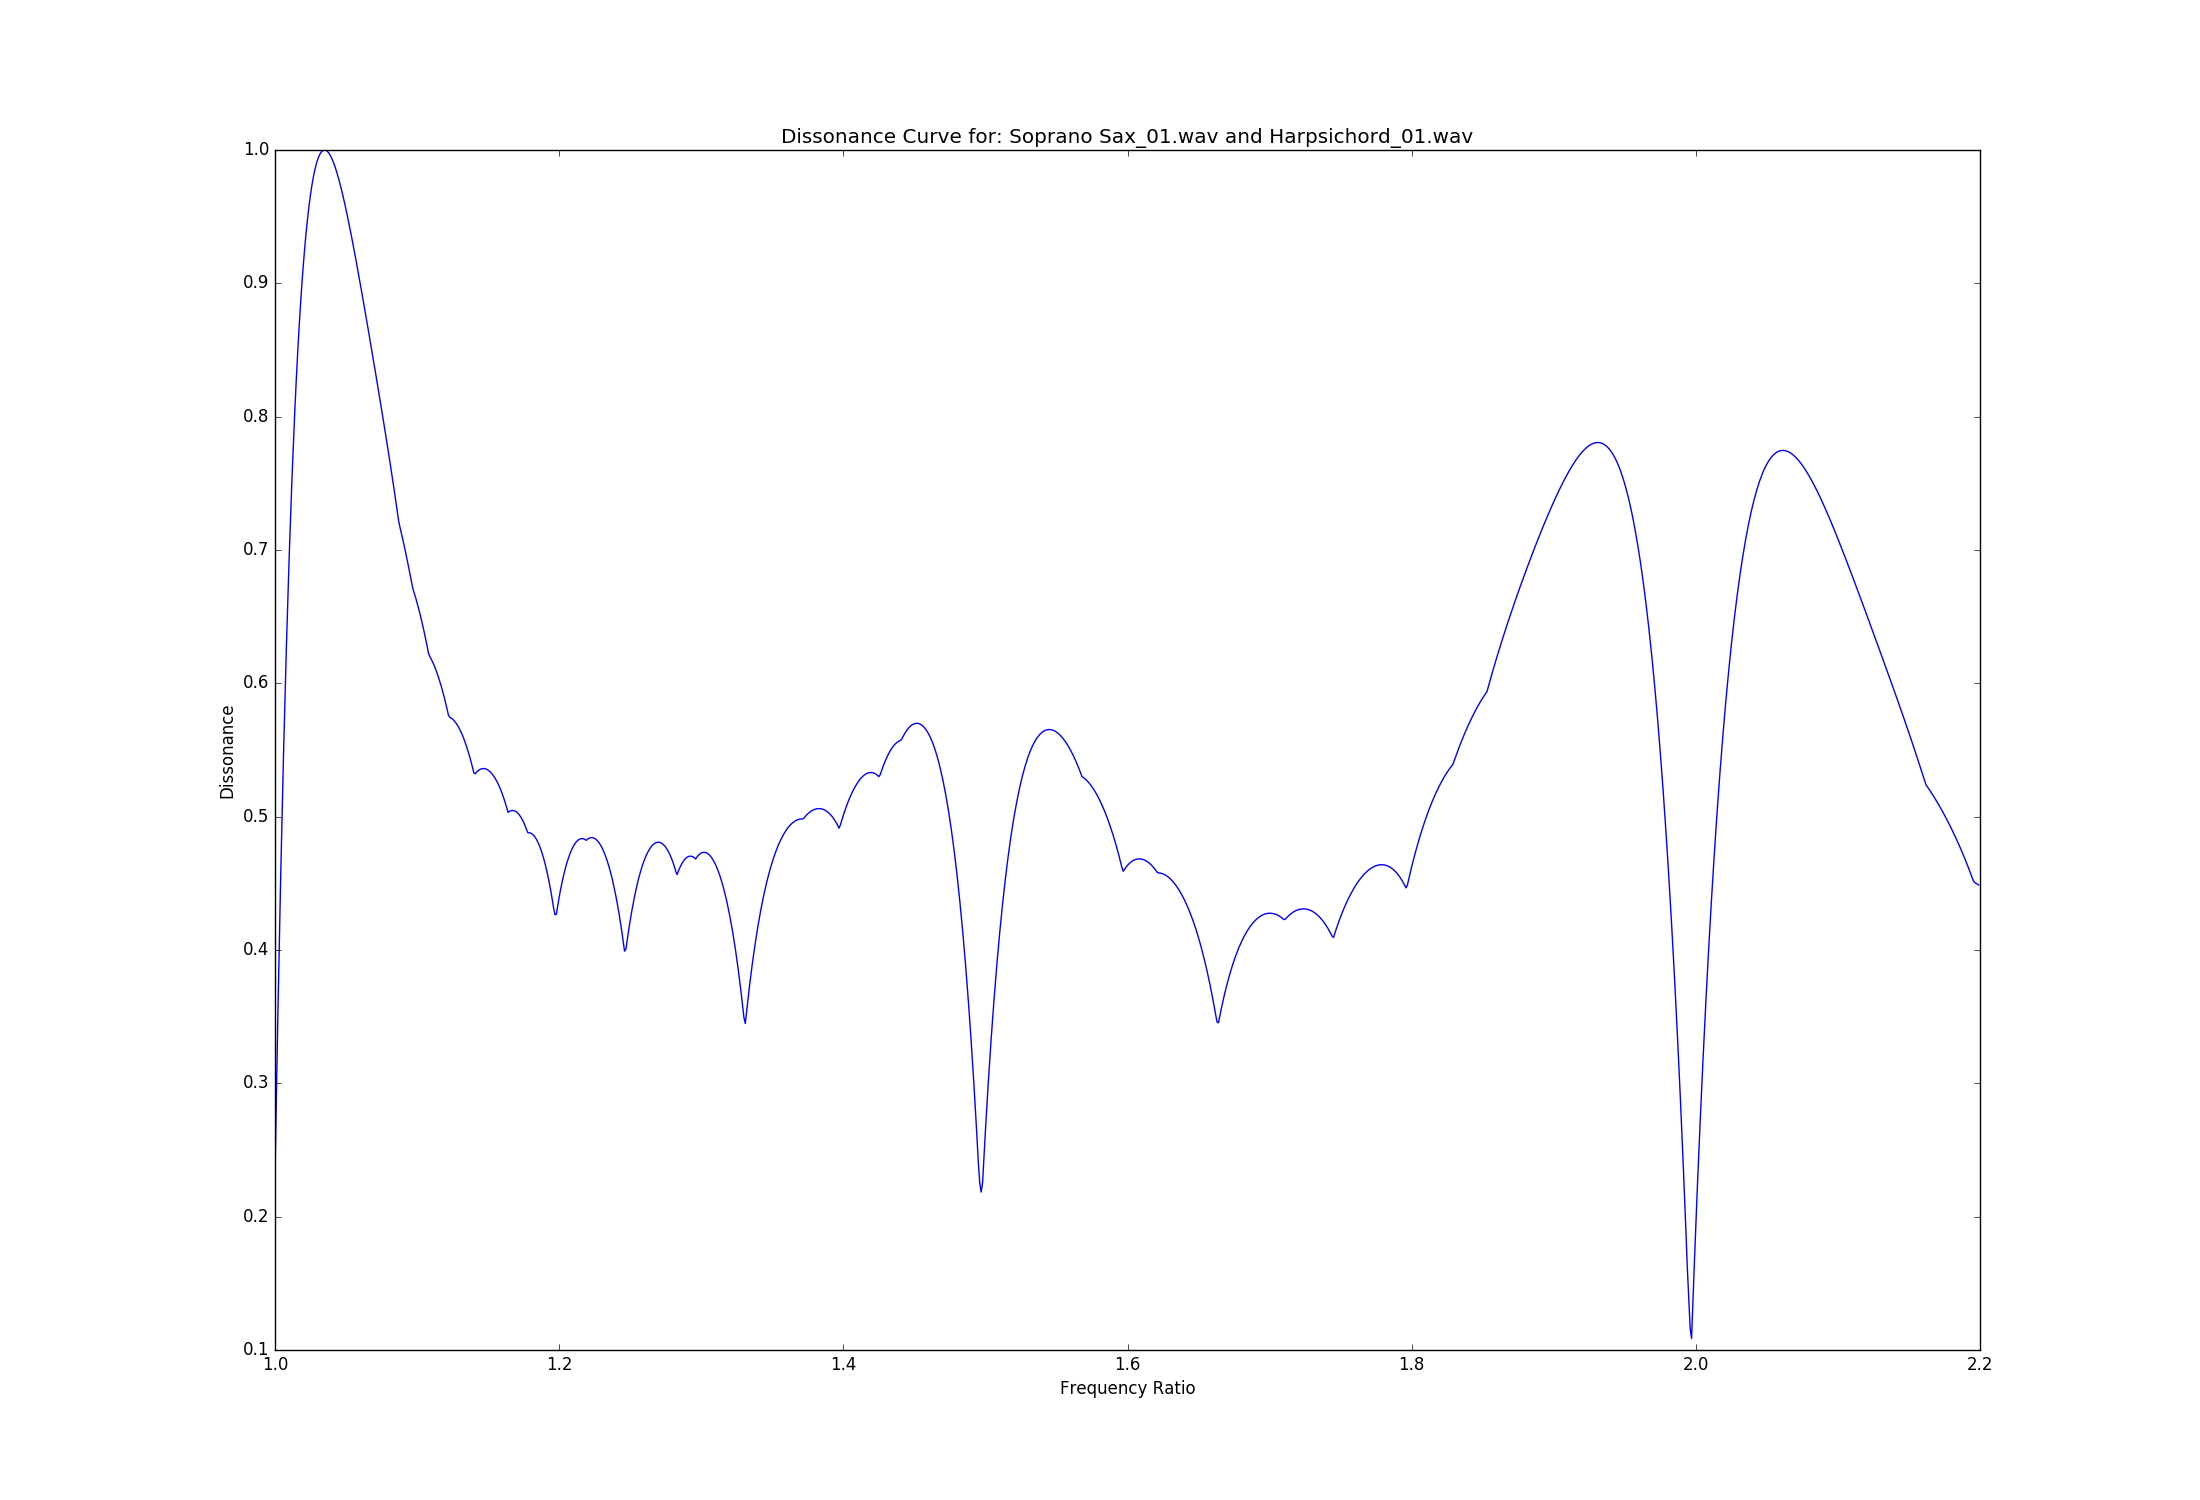 Dissonance Curve for: Soprano Sax_01.wav and Harpsichord_01.wav
1.0
0.9
0.8
0.7
0.6
0.5
0.4
0.3
0.2
0.1
Dissonance
1.0 1.2 1.4 1.6 1.8 2.0 2.2
Frequency Ratio